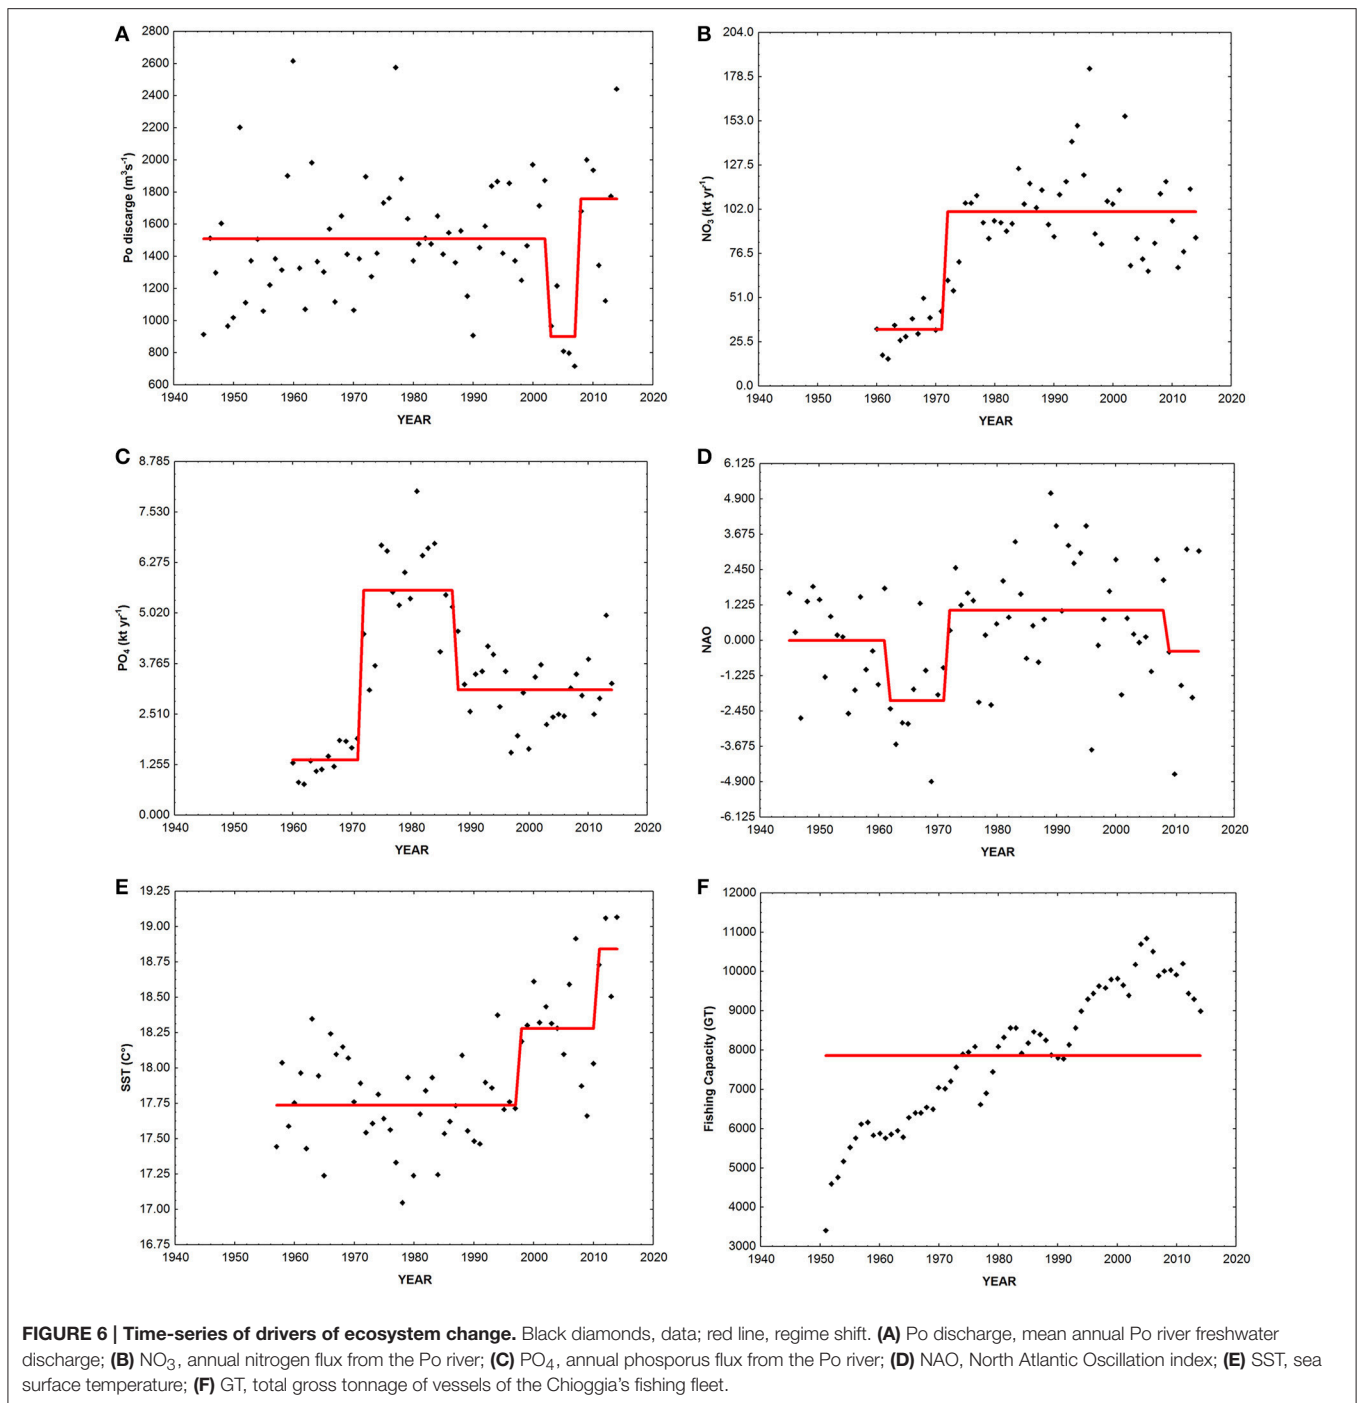 A
2800
2600
2400
2200
2000
1800
1600
1400
1200
1000
800
600
Po discarge (m³s⁻¹)
1940 1950 1960 1970 1980 1990 2000 2010 2020
YEAR
B
204.0
178.5
153.0
127.5
102.0
76.5
51.0
25.5
0.0
NO₃ (kt yr⁻¹)
1940 1950 1960 1970 1980 1990 2000 2010 2020
YEAR
C
8.785
7.530
6.275
5.020
3.765
2.510
1.255
0.000
PO₄ (kt yr⁻¹)
1940 1950 1960 1970 1980 1990 2000 2010 2020
YEAR
D
6.125
4.900
3.675
2.450
1.225
0.000
-1.225
-2.450
-3.675
-4.900
-6.125
NAO
1940 1950 1960 1970 1980 1990 2000 2010 2020
YEAR
E
19.25
19.00
18.75
18.50
18.25
18.00
17.75
17.50
17.25
17.00
16.75
SST (C°)
1940 1950 1960 1970 1980 1990 2000 2010 2020
YEAR
F
12000
11000
10000
9000
8000
7000
6000
5000
4000
3000
Fishing Capacity (GT)
1940 1950 1960 1970 1980 1990 2000 2010 2020
YEAR
FIGURE 6 | Time-series of drivers of ecosystem change. Black diamonds, data; red line, regime shift. (A) Po discharge, mean annual Po river freshwater
discharge; (B) NO₃, annual nitrogen flux from the Po river; (C) PO₄, annual phosporus flux from the Po river; (D) NAO, North Atlantic Oscillation index; (E) SST, sea
surface temperature; (F) GT, total gross tonnage of vessels of the Chioggia's fishing fleet.